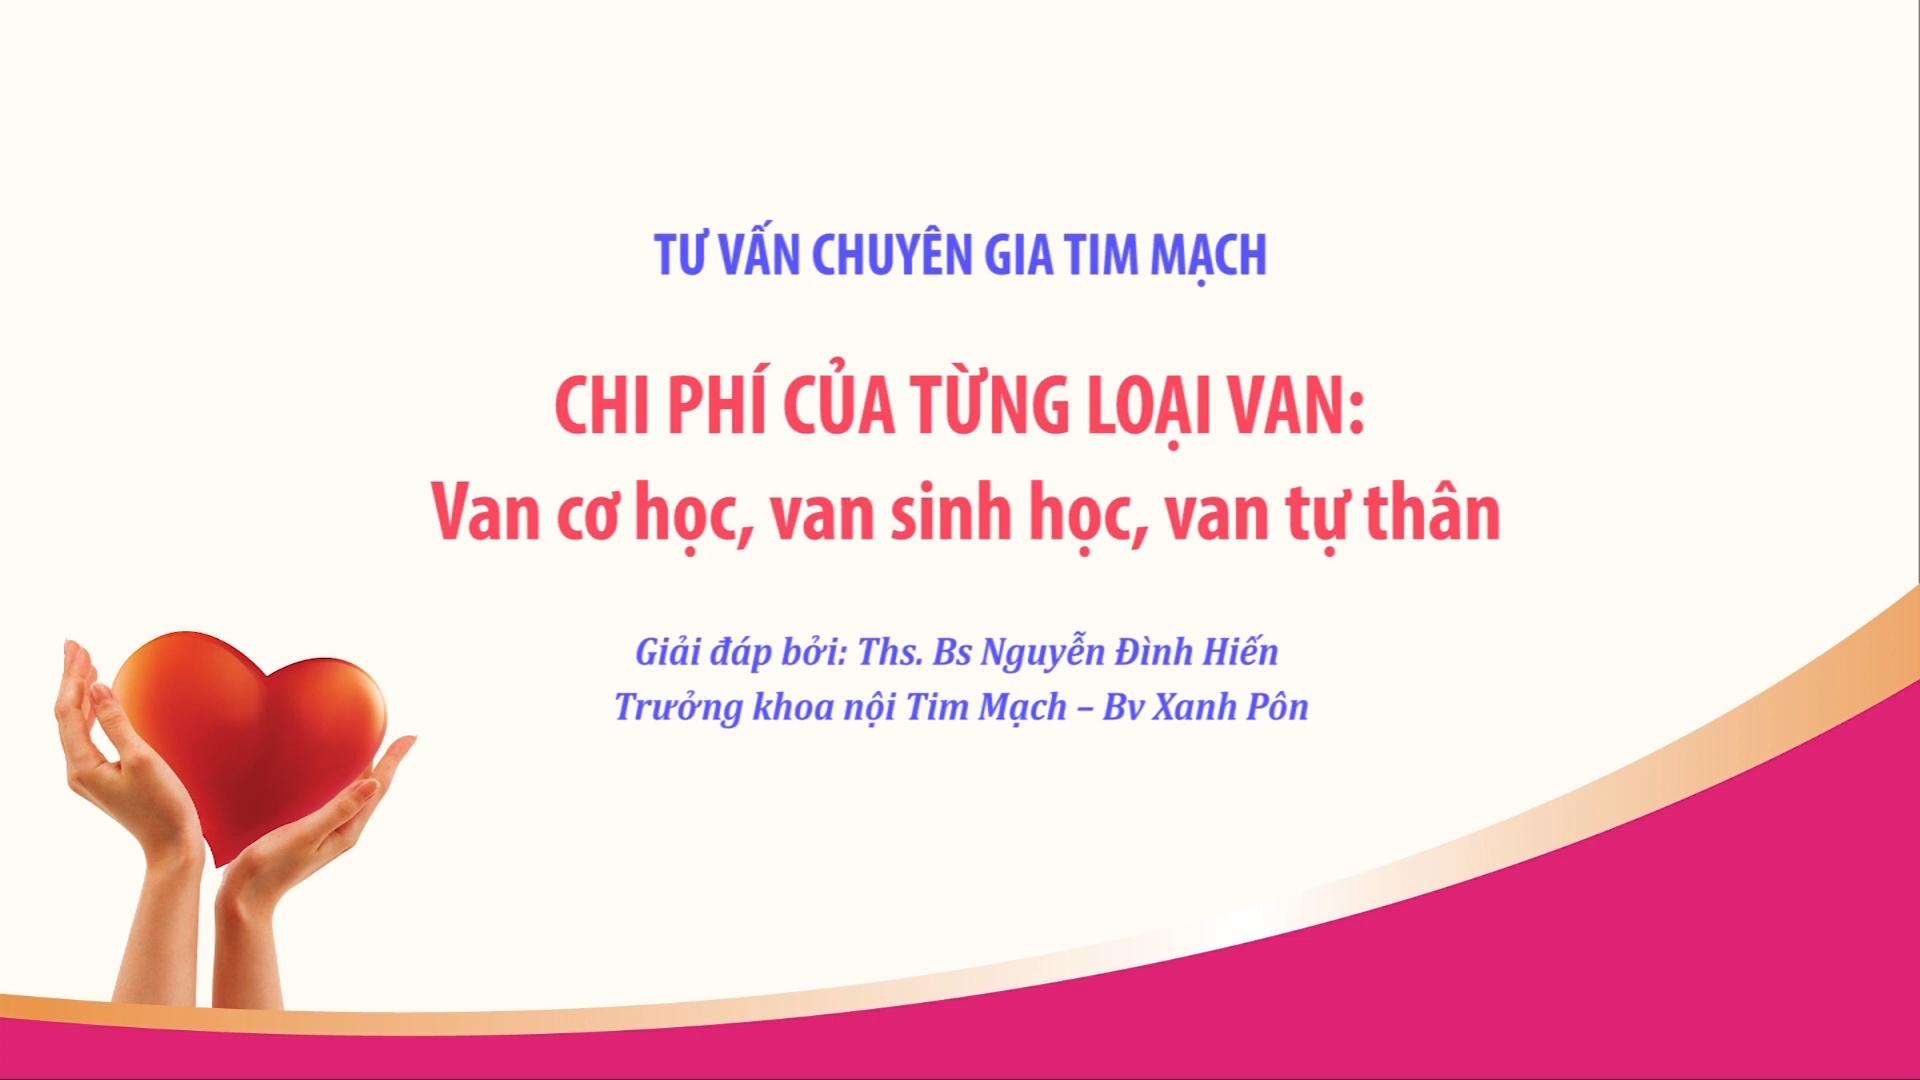 TƯ VẤN CHUYÊN GIA TIM MẠCH
CHI PHÍ CỦA TỪNG LOẠI VAN:
Van cơ học, van sinh học, van tự thân
Giải đáp bởi: Ths. Bs Nguyễn Đình Hiến
Trưởng khoa nội Tim Mạch – Bv Xanh Pôn